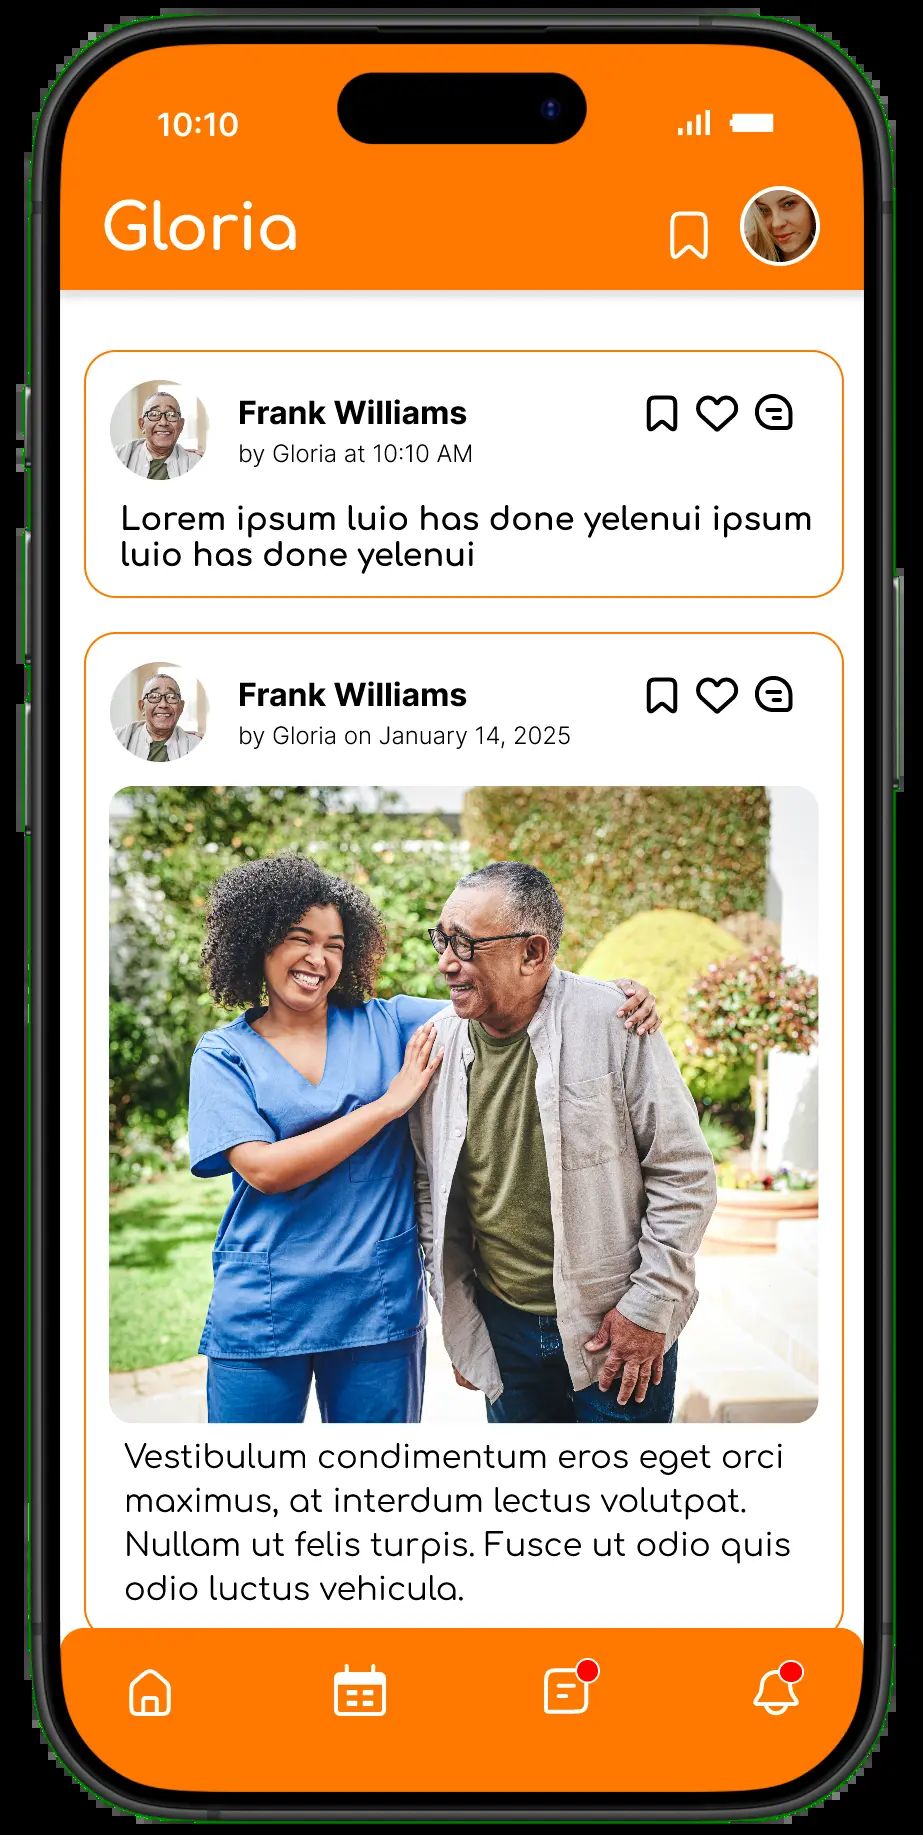 10:10
Gloria
Frank Williams
by Gloria at 10:10 AM
Lorem ipsum luio has done yelenui ipsum
luio has done yelenui
Frank Williams
by Gloria on January 14, 2025
Vestibulum condimentum eros eget orci
maximus, at interdum lectus volutpat.
Nullam ut felis turpis. Fusce ut odio quis
odio luctus vehicula.